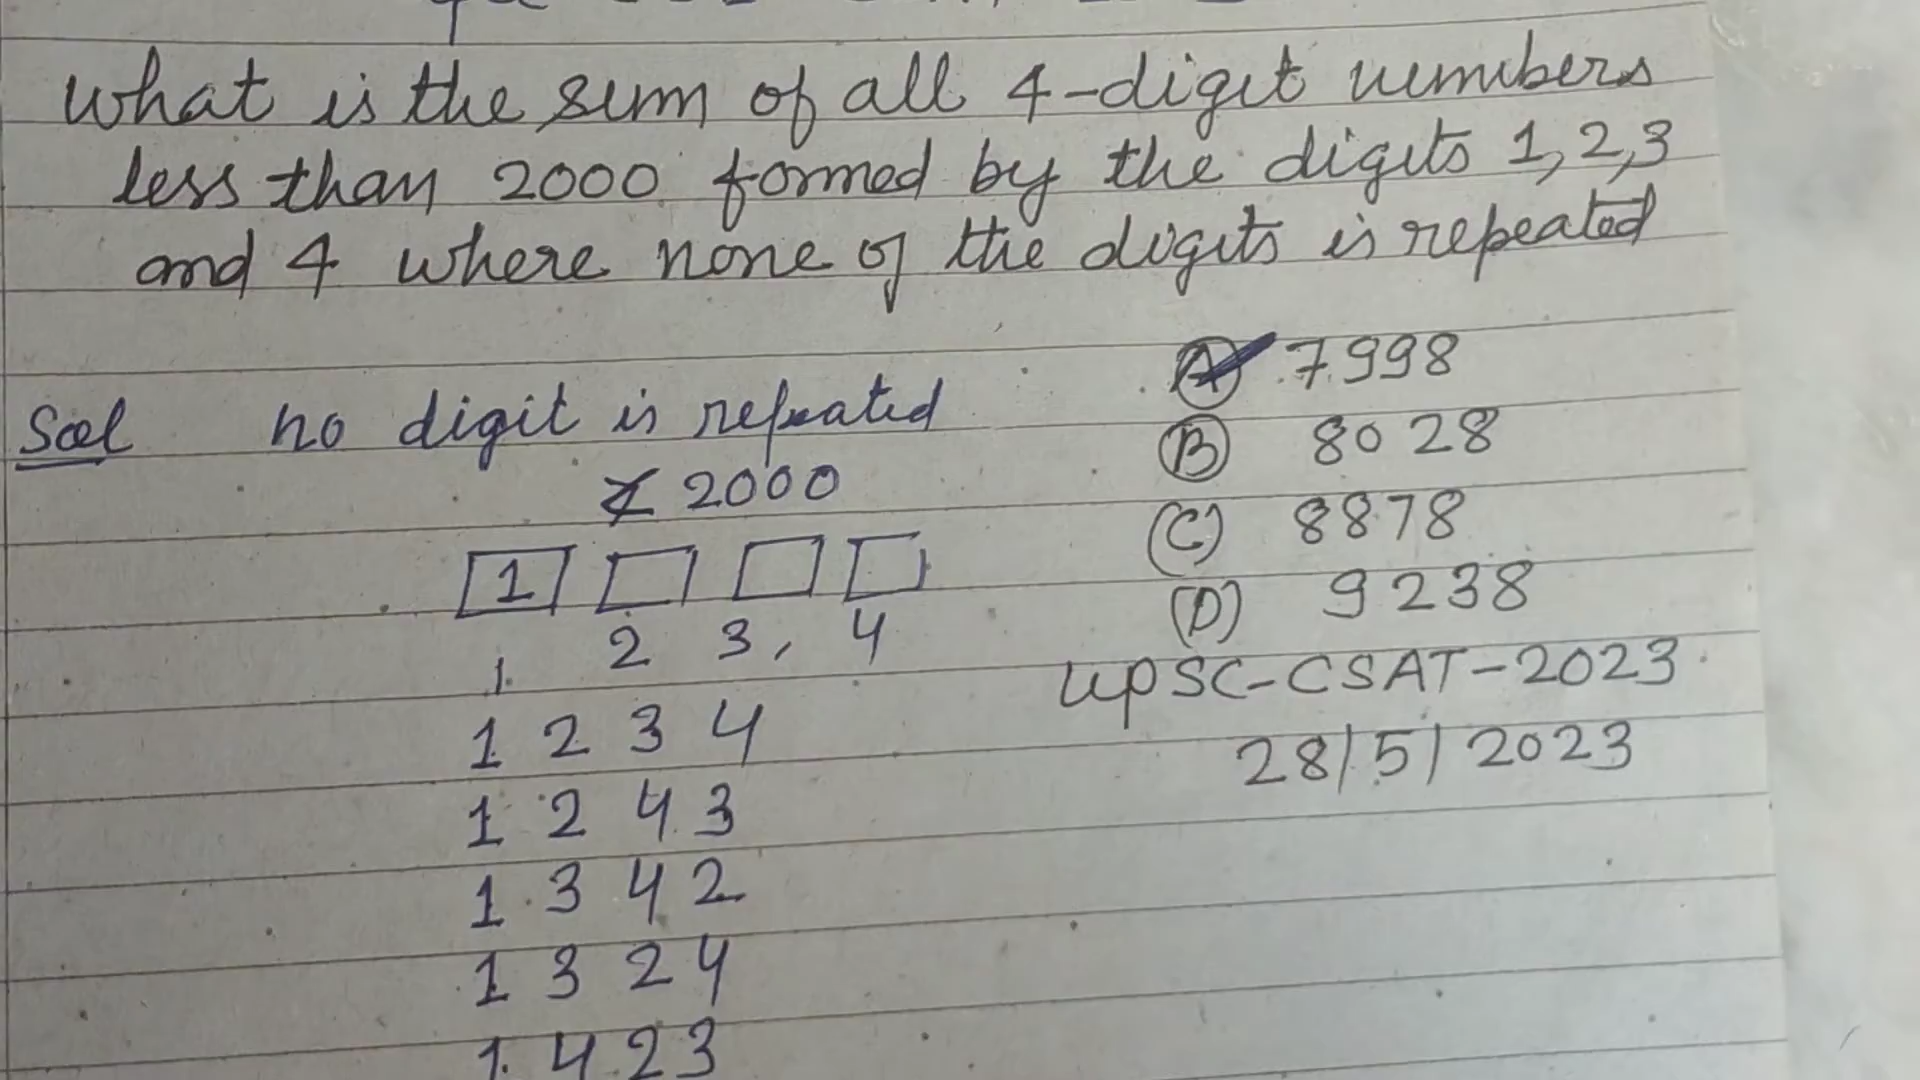 What is the sum of all 4-digit numbers
less than 2000 formed by the digits 1, 2, 3
and 4 where none of the digits is repeated
(A) 7998
Sol no digit is repeated
(B) 8028
< 2000
(C) 8878
1
(D) 9238
1. 2 3, 4
UPSC-CSAT-2023
1 2 3 4
28/5/2023
1 2 4 3
1 3 4 2
1 3 2 4
1 4 2 3